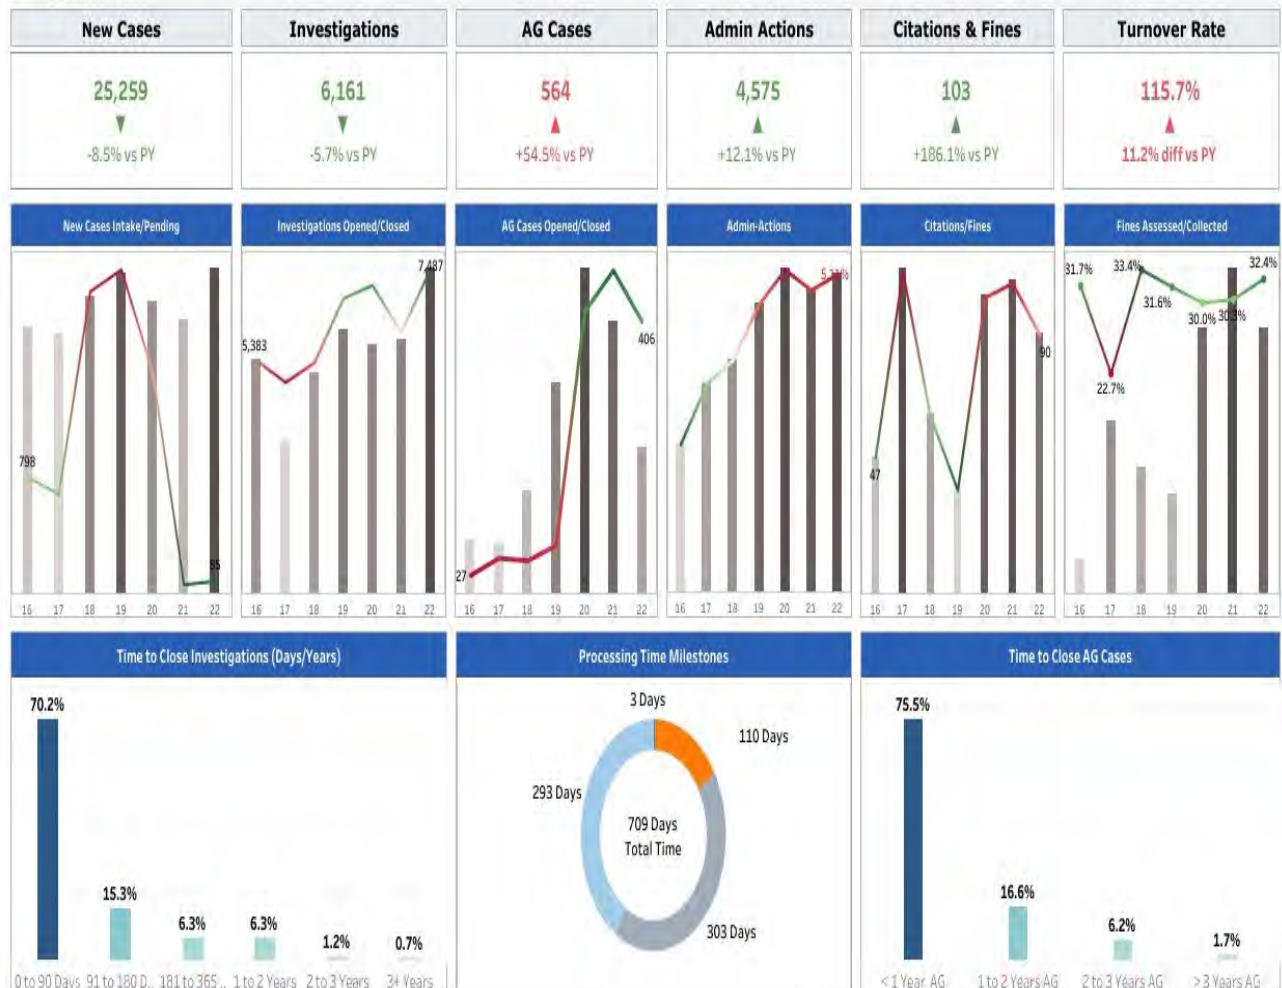 New Cases
Investigations
AG Cases
Admin Actions
Citations & Fines
Turnover Rate
25,259
6,161
564
4,575
103
115.7%
-8.5% vs PY
-5.7% vs PY
+54.5% vs PY
+12.1% vs PY
+186.1% vs PY
11.2% diff vs PY
New Cases Intake/Pending
Investigations Opened/Closed
AG Cases Opened/Closed
Admin-Actions
Citations/Fines
Fines Assessed/Collected
798
16 17 18 19 20 21 22
5,383
7,487
16 17 18 19 20 21 22
27
406
16 17 18 19 20 21 22
16 17 18 19 20 21 22
47
90
16 17 18 19 20 21 22
31.7%
22.7%
33.4%
31.6%
30.0%
32.4%
16 17 18 19 20 21 22
Time to Close Investigations (Days/Years)
Processing Time Milestones
Time to Close AG Cases
70.2%
15.3%
6.3%
6.3%
1.2%
0.7%
0 to 90 Days 91 to 180 D.. 181 to 365 .. 1 to 2 Years 2 to 3 Years 3+ Years
3 Days
110 Days
293 Days
709 Days
Total Time
303 Days
75.5%
16.6%
6.2%
1.7%
< 1 Year AG 1 to 2 Years AG 2 to 3 Years AG > 3 Years AG